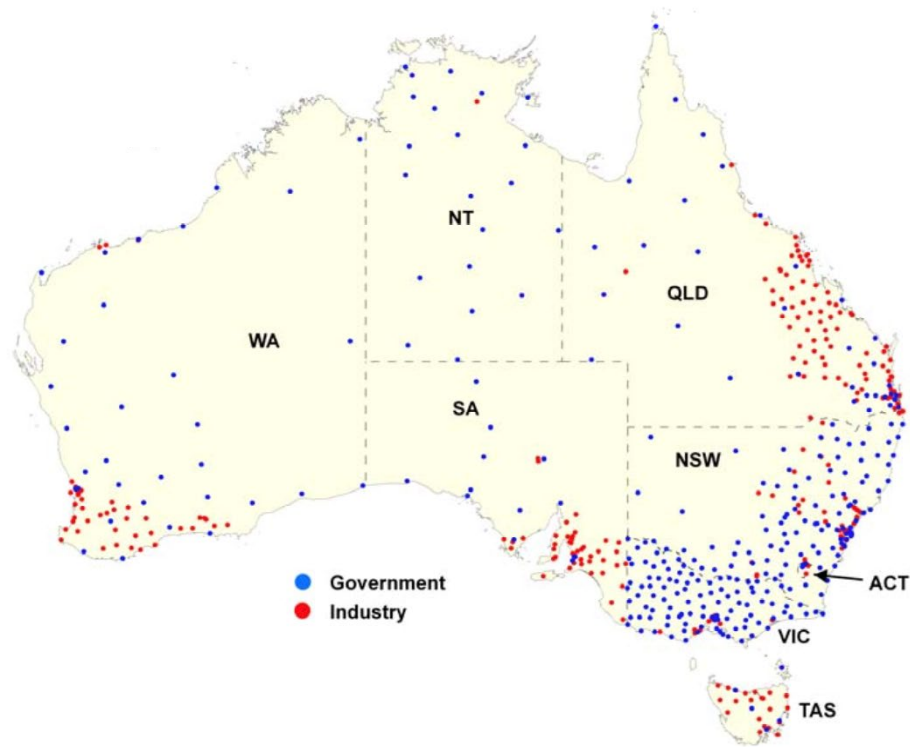 NT
QLD
WA
SA
NSW
Government
Industry
ACT
VIC
TAS